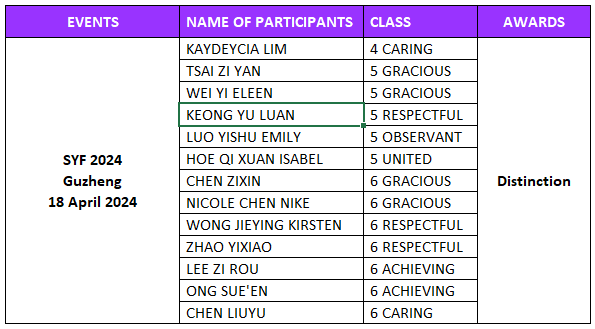 EVENTS NAME OF PARTICIPANTS CLASS AWARDS
KAYDEYCIA LIM 4 CARING
TSAI ZI YAN 5 GRACIOUS
WEI YI ELEEN 5 GRACIOUS
KEONG YU LUAN 5 RESPECTFUL
LUO YISHU EMILY 5 OBSERVANT
HOE QI XUAN ISABEL 5 UNITED
CHEN ZIXIN 6 GRACIOUS
NICOLE CHEN NIKE 6 GRACIOUS
WONG JIEYING KIRSTEN 6 RESPECTFUL
ZHAO YIXIAO 6 RESPECTFUL
LEE ZI ROU 6 ACHIEVING
ONG SUE'EN 6 ACHIEVING
CHEN LIUYU 6 CARING
SYF 2024
Guzheng
18 April 2024
Distinction